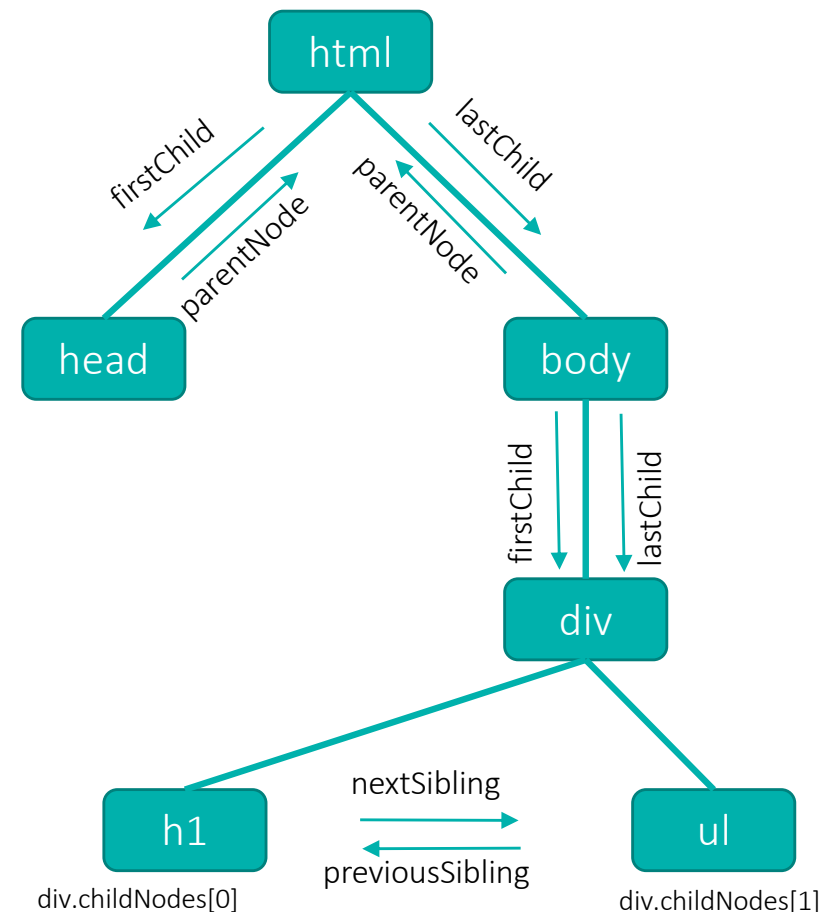 html
firstChild
parentNode
lastChild
parentNode
head
body
firstChild
lastChild
div
nextSibling
h1
ul
previousSibling
div.childNodes[0]
div.childNodes[1]